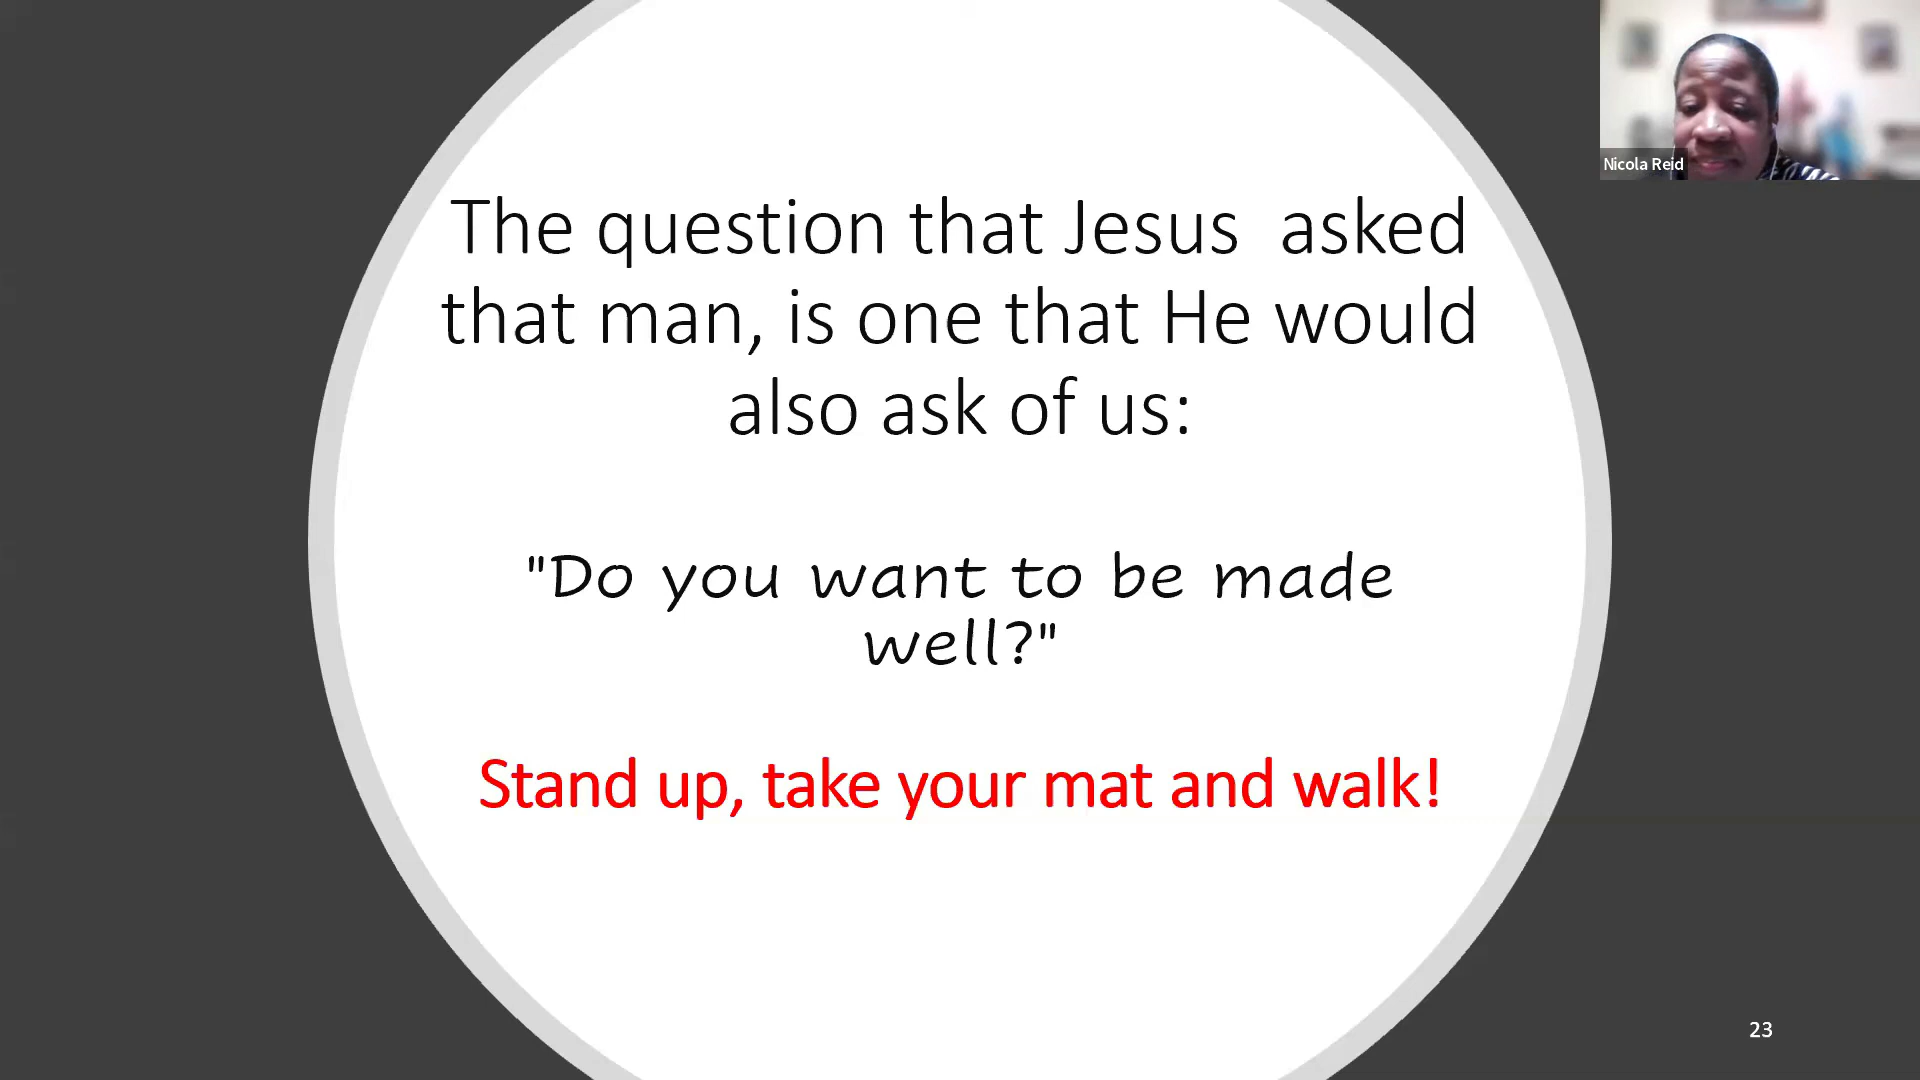 Nicola Reid
The question that Jesus  asked
that man, is one that He would
also ask of us:
"Do you want to be made
well?"
Stand up, take your mat and walk!
23